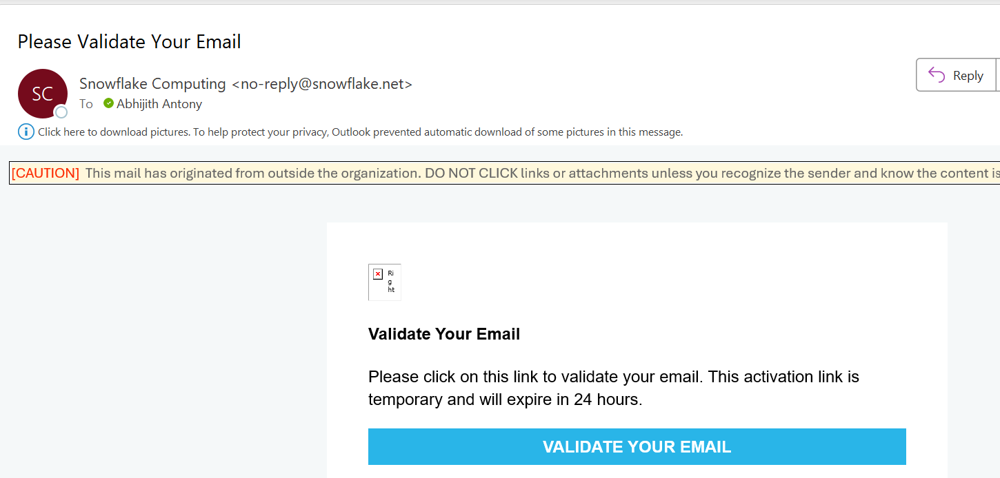 Please Validate Your Email
SC
Snowflake Computing <no-reply@snowflake.net>
Reply
To Abhijith Antony
Click here to download pictures. To help protect your privacy, Outlook prevented automatic download of some pictures in this message.
[CAUTION] This mail has originated from outside the organization. DO NOT CLICK links or attachments unless you recognize the sender and know the content is
Ri
g
ht
Validate Your Email
Please click on this link to validate your email. This activation link is
temporary and will expire in 24 hours.
VALIDATE YOUR EMAIL